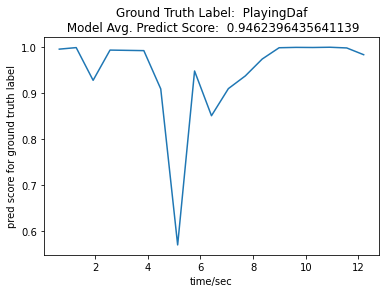 Ground Truth Label:  PlayingDaf
Model Avg. Predict Score:  0.9462396435641139
1.0
0.9
0.8
0.7
0.6
pred score for ground truth label
2
4
6
8
10
12
time/sec